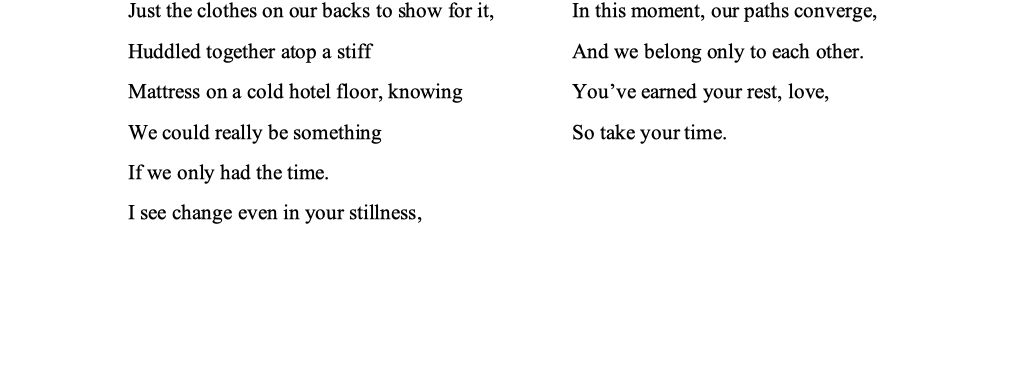 Just the clothes on our backs to show for it,
Huddled together atop a stiff
Mattress on a cold hotel floor, knowing
We could really be something
If we only had the time.
I see change even in your stillness,
In this moment, our paths converge,
And we belong only to each other.
You’ve earned your rest, love,
So take your time.